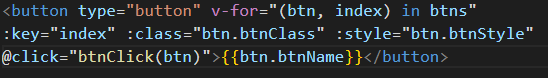 <button type="button" v-for="(btn, index) in btns"
:key="index" :class="btn.btnClass" :style="btn.btnStyle"
@click="btnClick(btn)">{{btn.btnName}}</button>